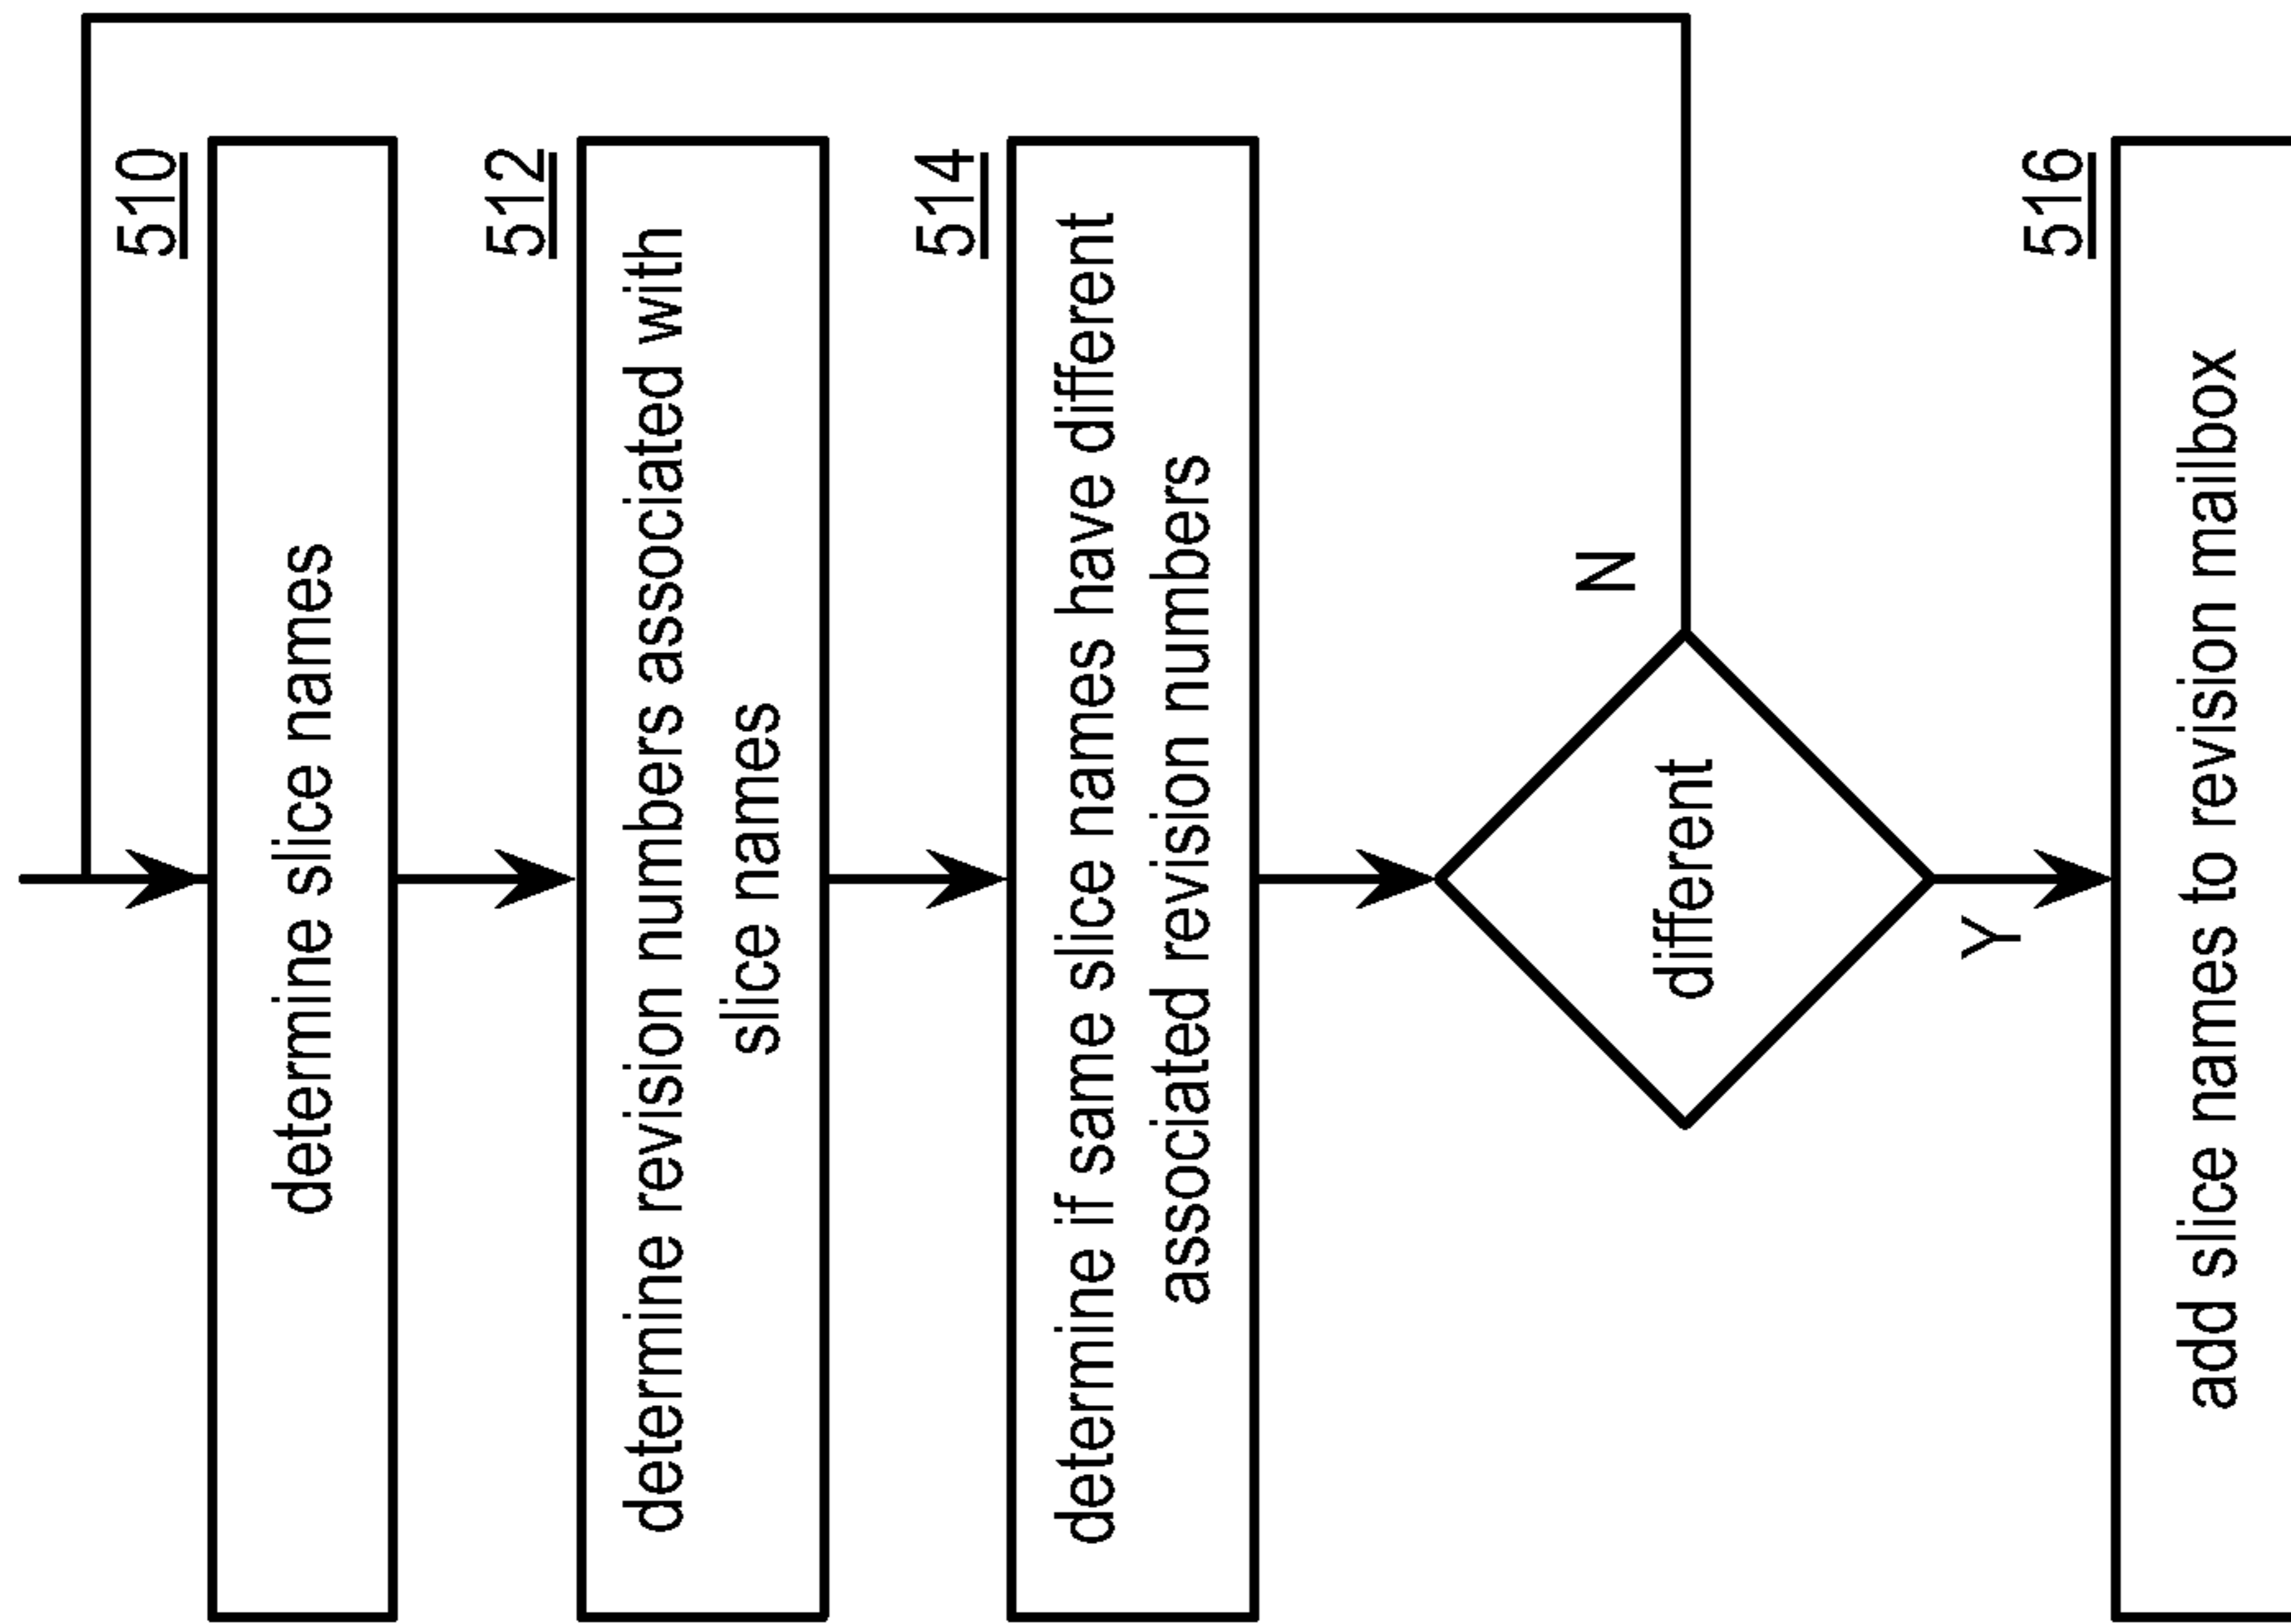 510
determine slice names
512
determine revision numbers associated with
slice names
514
determine if same slice names have different
associated revision numbers
different
N
Y
516
add slice names to revision mailbox